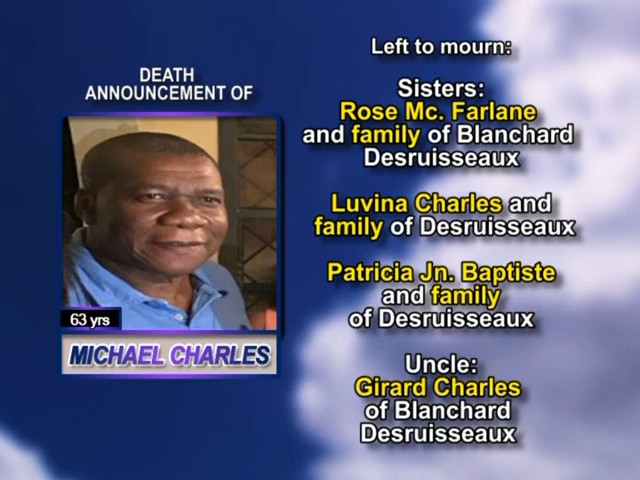 DEATH
ANNOUNCEMENT OF
63 yrs
MICHAEL CHARLES
Left to mourn:
Sisters:
Rose Mc. Farlane
and family of Blanchard
Desruisseaux
Luvina Charles and
family of Desruisseaux
Patricia Jn. Baptiste
and family
of Desruisseaux
Uncle:
Girard Charles
of Blanchard
Desruisseaux